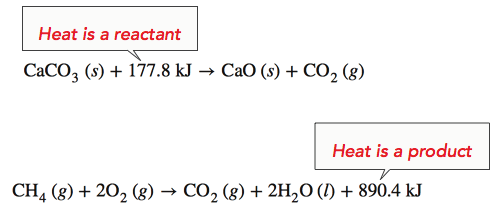 Heat is a reactant
CaCO₃ (s) + 177.8 kJ → CaO (s) + CO₂ (g)
Heat is a product
CH₄ (g) + 2O₂ (g) → CO₂ (g) + 2H₂O (l) + 890.4 kJ